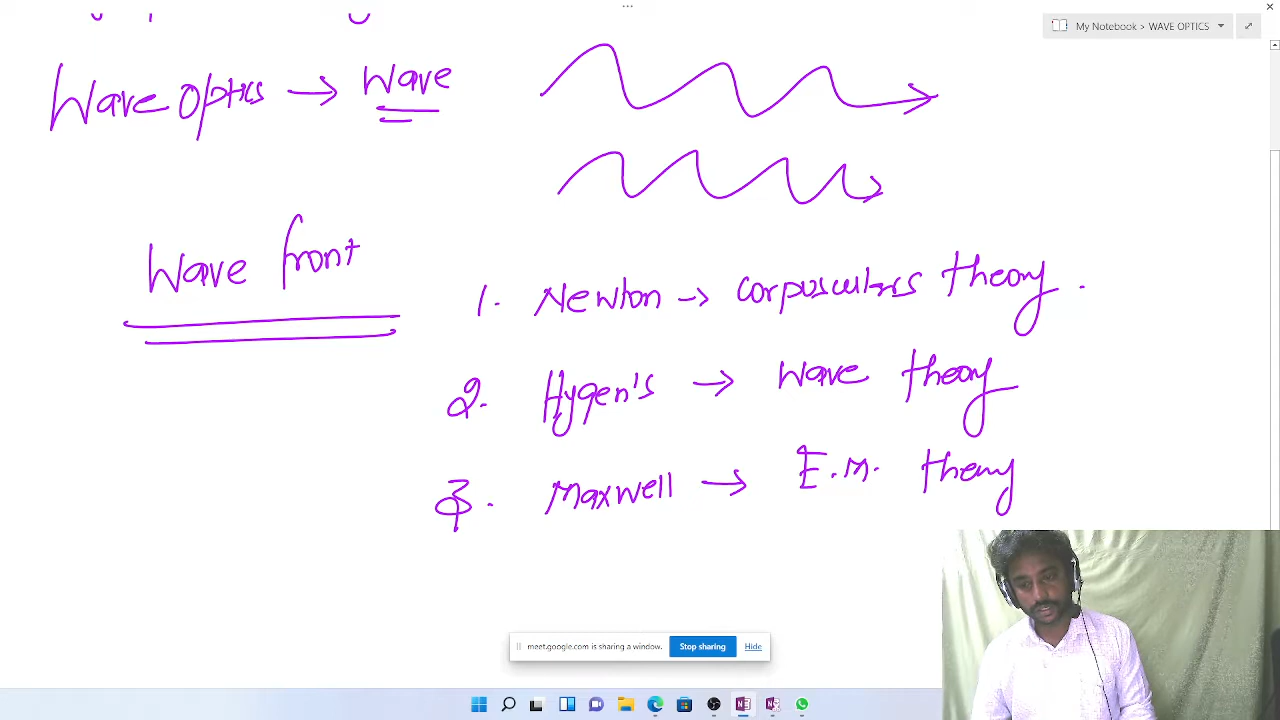 My Notebook > WAVE OPTICS
Wave Optics → Wave
Wave front
1. Newton → Corpusculars theory.
2. Hygen's → Wave theory
3. Maxwell → E.M. theory
meet.google.com is sharing a window. Stop sharing Hide